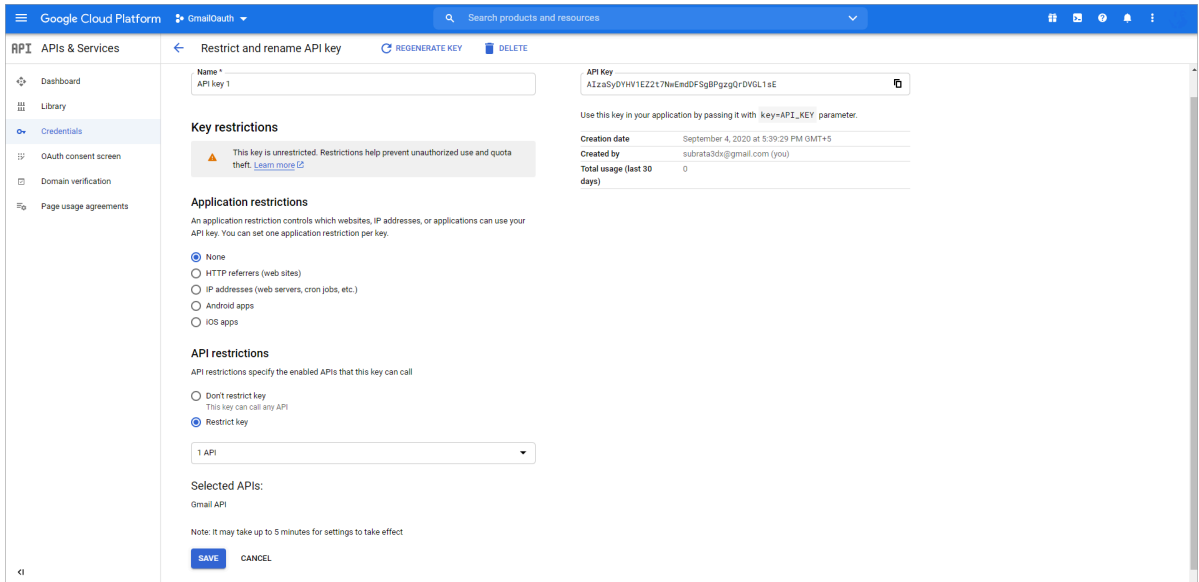 Google Cloud Platform
GmailOauth
Search products and resources
API APIs & Services
Restrict and rename API key
REGENERATE KEY
DELETE
Dashboard
Library
Credentials
OAuth consent screen
Domain verification
Page usage agreements
Name *
API key 1
Key restrictions
This key is unrestricted. Restrictions help prevent unauthorized use and quota
theft. Learn more
Application restrictions
An application restriction controls which websites, IP addresses, or applications can use your
API key. You can set one application restriction per key.
None
HTTP referrers (web sites)
IP addresses (web servers, cron jobs, etc.)
Android apps
iOS apps
API restrictions
API restrictions specify the enabled APIs that this key can call
Don't restrict key
This key can call any API
Restrict key
1 API
Selected APIs:
Gmail API
Note: It may take up to 5 minutes for settings to take effect
SAVE
CANCEL
API Key
AIzaSyDYHV1EZ2t7NwEmdDFSgBPgzgQrDVGL1sE
Use this key in your application by passing it with key=API_KEY parameter.
Creation date September 4, 2020 at 5:39:29 PM GMT+5
Created by subrata3dx@gmail.com (you)
Total usage (last 30 0
days)